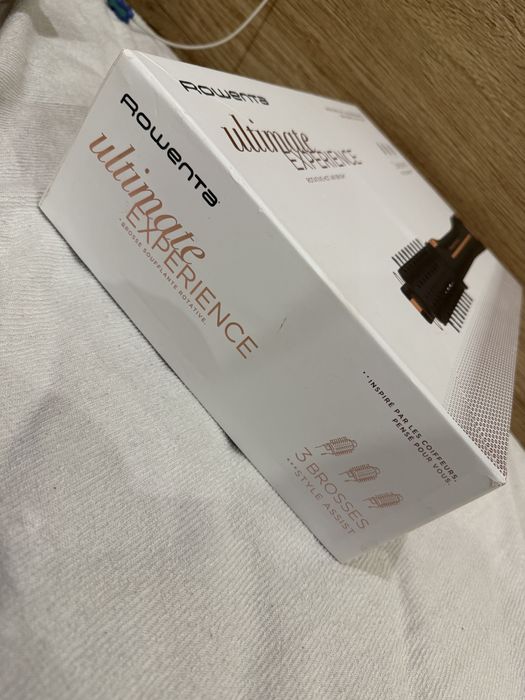 ROWENTA
ultimate
EXPERIENCE
BROSSE SOUFFLANTE ROTATIVE
...INSPIRÉ PAR LES COIFFEURS,
PENSÉ POUR VOUS.
3 BROSSES
...STYLE ASSIST
ROWENTA
ultimate
EXPERIENCE